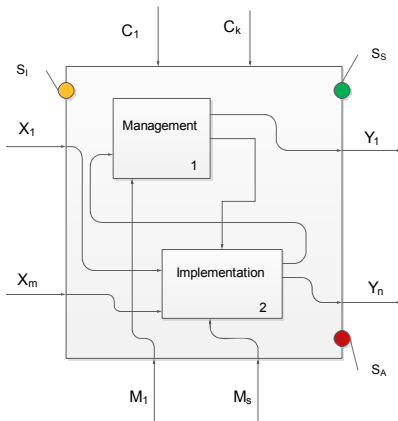 C1
Ck
SI
SS
X1
Management
1
Y1
Xm
Implementation
2
Yn
SA
M1
Ms